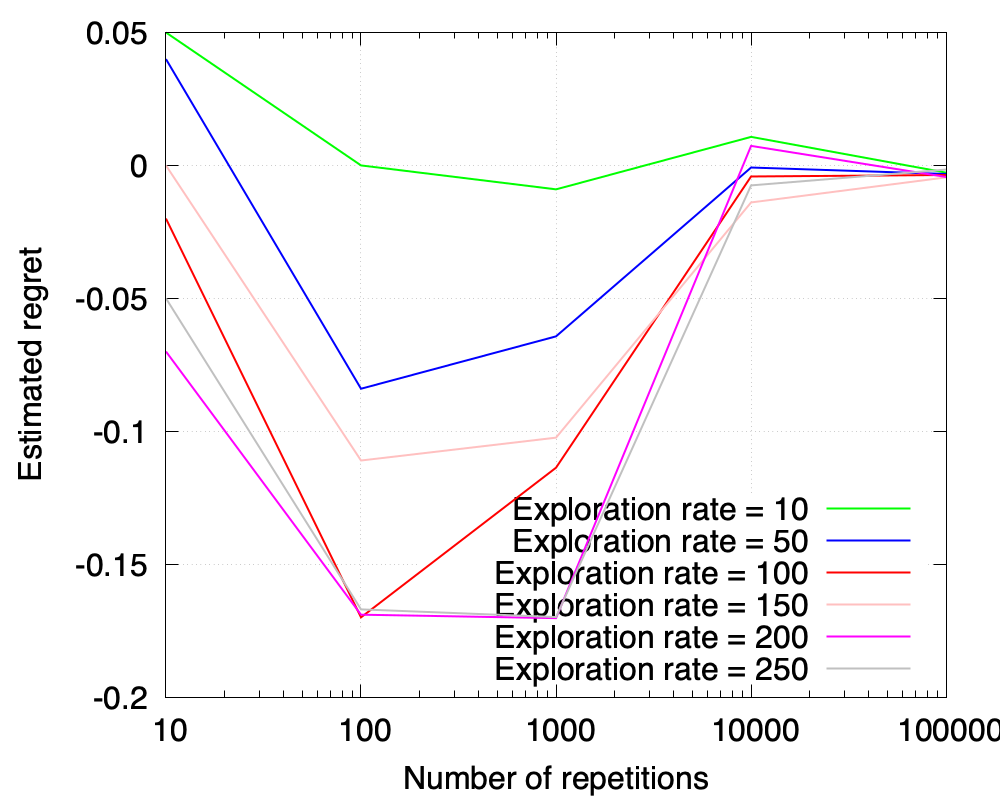 0.05
0
-0.05
-0.1
-0.15
-0.2
Estimated regret
Exploration rate = 10
Exploration rate = 50
Exploration rate = 100
Exploration rate = 150
Exploration rate = 200
Exploration rate = 250
10 100 1000 10000 100000
Number of repetitions